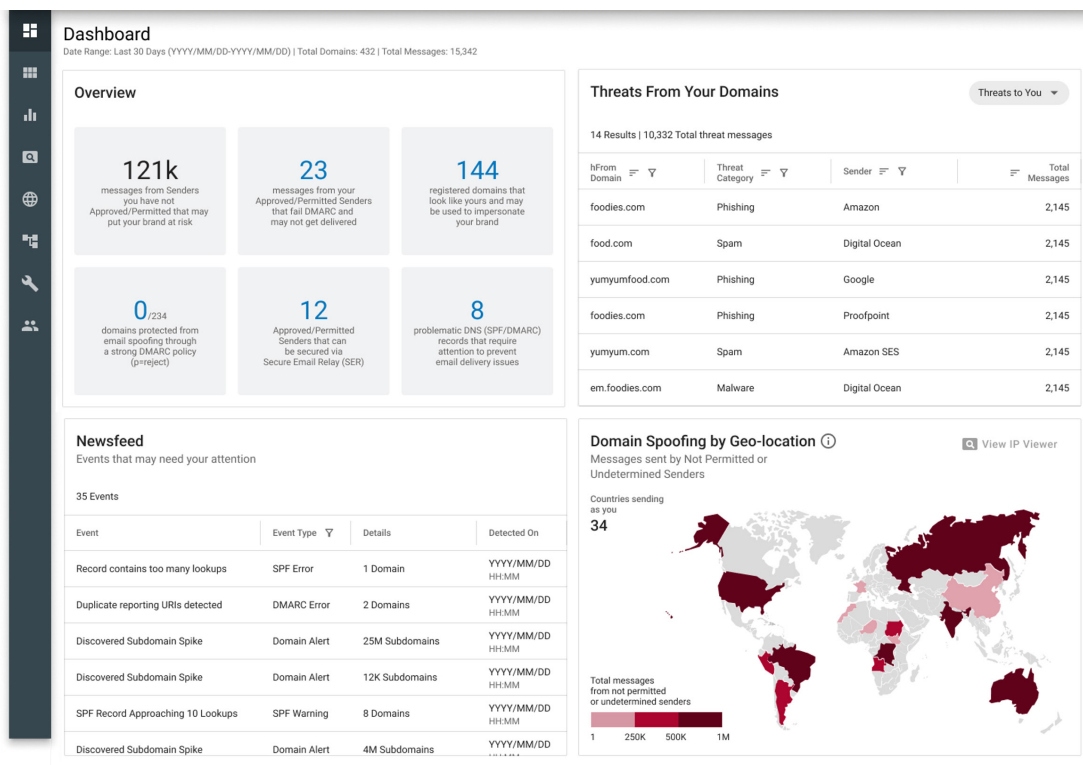 Dashboard
Date Range: Last 30 Days (YYYY/MM/DD-YYYY/MM/DD) | Total Domains: 432 | Total Messages: 15,342
Overview
121k
messages from Senders
you have not
Approved/Permitted that may
put your brand at risk
23
messages from your
Approved/Permitted Senders
that fail DMARC and
may not get delivered
144
registered domains that
look like yours and may
be used to impersonate
your brand
0/234
domains protected from
email spoofing through
a strong DMARC policy
(p=reject)
12
Approved/Permitted
Senders that can
be secured via
Secure Email Relay (SER)
8
problematic DNS (SPF/DMARC)
records that require
attention to prevent
email delivery issues
Threats From Your Domains
Threats to You
14 Results | 10,332 Total threat messages
hFrom Domain Threat Category Sender Total Messages
foodies.com Phishing Amazon 2,145
food.com Spam Digital Ocean 2,145
yumyumfood.com Phishing Google 2,145
foodies.com Phishing Proofpoint 2,145
yumyum.com Spam Amazon SES 2,145
em.foodies.com Malware Digital Ocean 2,145
Newsfeed
Events that may need your attention
35 Events
Event Event Type Details Detected On
Record contains too many lookups SPF Error 1 Domain YYYY/MM/DD
HH:MM
Duplicate reporting URIs detected DMARC Error 2 Domains YYYY/MM/DD
HH:MM
Discovered Subdomain Spike Domain Alert 25M Subdomains YYYY/MM/DD
HH:MM
Discovered Subdomain Spike Domain Alert 12K Subdomains YYYY/MM/DD
HH:MM
SPF Record Approaching 10 Lookups SPF Warning 8 Domains YYYY/MM/DD
HH:MM
Discovered Subdomain Spike Domain Alert 4M Subdomains YYYY/MM/DD
Domain Spoofing by Geo-location
View IP Viewer
Messages sent by Not Permitted or
Undetermined Senders
Countries sending
as you
34
Total messages
from not permitted
or undetermined senders
1 250K 500K 1M